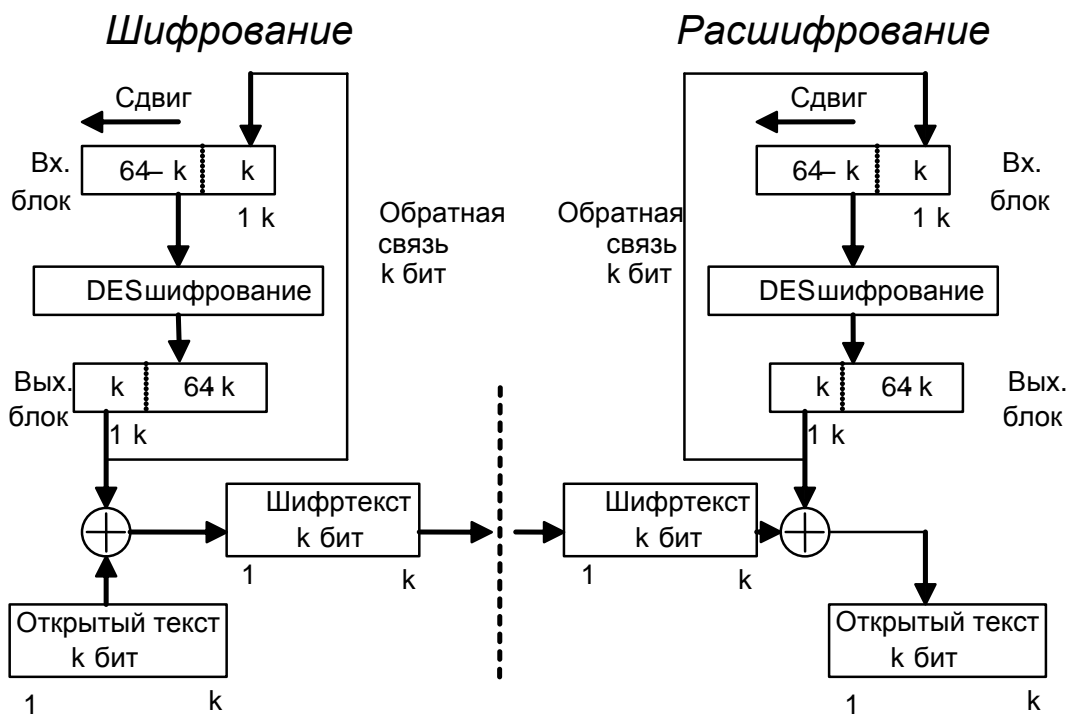 Шифрование
Сдвиг
Вх.
блок
64– k
k
1 k
DESшифрование
Вых.
блок
k
64 k
1 k
Обратная
связь
k бит
Шифртекст
k бит
1
k
Открытый текст
k бит
1
k
Расшифрование
Сдвиг
64– k
k
Вх.
блок
1 k
Обратная
связь
k бит
DESшифрование
k
64 k
Вых.
блок
1 k
Шифртекст
k бит
1
k
Открытый текст
k бит
1
k